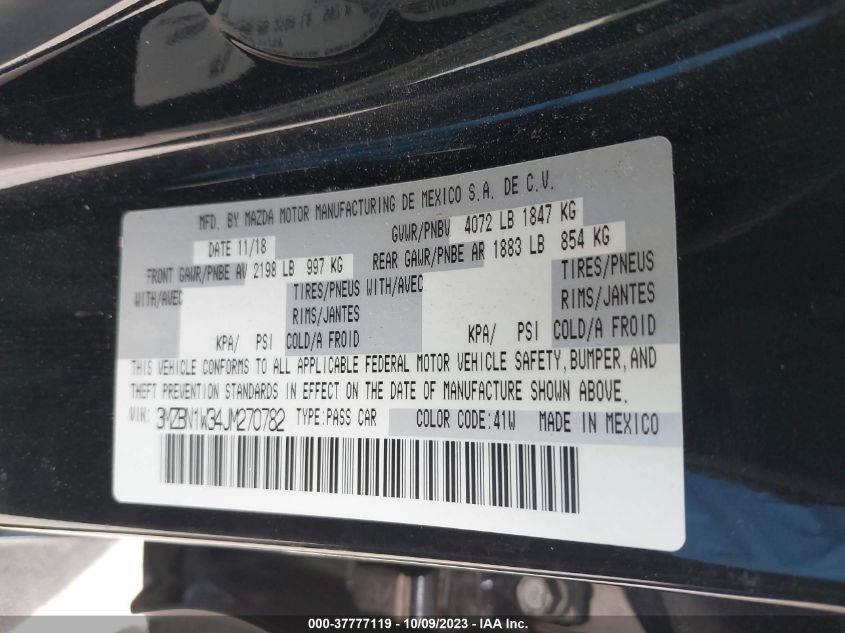 MFD. BY MAZDA MOTOR MANUFACTURING DE MEXICO S.A. DE C.V.
DATE 11/18 GVWR/PNBV 4072 LB 1847 KG
FRONT GAWR/PNBE AV 2198 LB 997 KG REAR GAWR/PNBE AR 1883 LB 854 KG
WITH/AVEC TIRES/PNEUS WITH/AVEC TIRES/PNEUS
RIMS/JANTES RIMS/JANTES
KPA/ PSI COLD/A FROID KPA/ PSI COLD/A FROID
THIS VEHICLE CONFORMS TO ALL APPLICABLE FEDERAL MOTOR VEHICLE SAFETY, BUMPER, AND
THEFT PREVENTION STANDARDS IN EFFECT ON THE DATE OF MANUFACTURE SHOWN ABOVE.
VIN: 3MZBN1W34JM270782 TYPE:PASS CAR COLOR CODE:41W MADE IN MEXICO
000-37777119 - 10/09/2023 - IAA Inc.